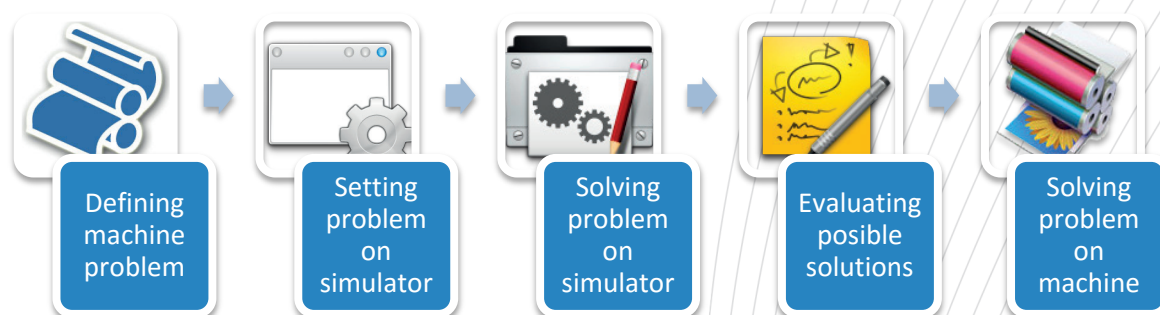 Defining
machine
problem
Setting
problem
on
simulator
Solving
problem
on
simulator
Evaluating
posible
solutions
Solving
problem
on
machine